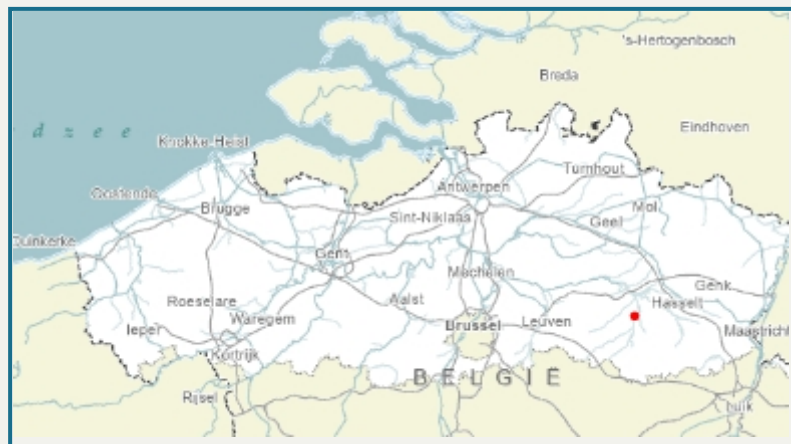 's-Hertogenbosch
Breda
d z e e
Eindhoven
Knokke-Heist
Turnhout
Antwerpen
Oostende
Mol
Brugge
Sint-Niklaas
Geel
Duinkerke
Gent
Mechelen
Genk
Roeselare
Aalst
Hasselt
Waregem
Leuven
Ieper
Brussel
Maastricht
Kortrijk
BELGIË
Rijsel
Luik